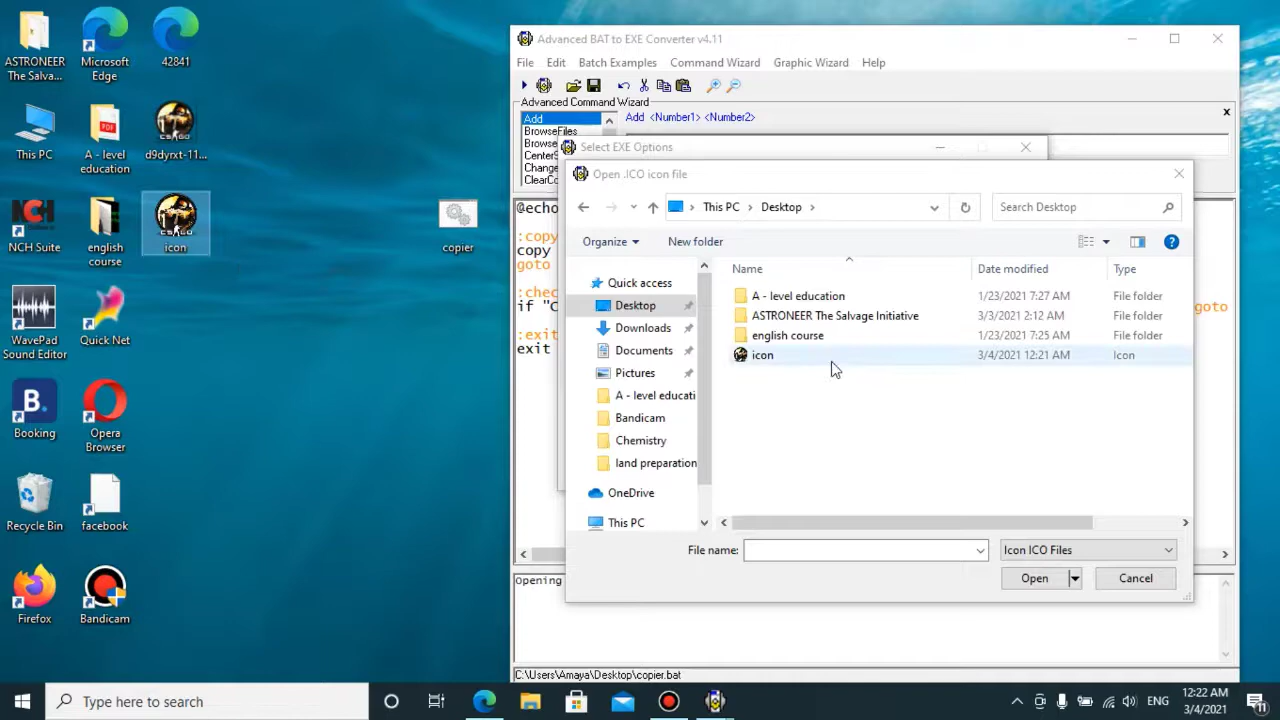 ASTRONEER
The Salva...
Microsoft
Edge
42841
This PC
A - level
education
d9dyrxt-11...
NCH Suite
english
course
icon
copier
WavePad
Sound Editor
Quick Net
Booking
Opera
Browser
Recycle Bin
facebook
Firefox
Bandicam
Advanced BAT to EXE Converter v4.11
File Edit Batch Examples Command Wizard Graphic Wizard Help
Advanced Command Wizard
Add
BrowseFiles
Browse
CenterS
Change
ClearCo
Add <Number1> <Number2>
x
@echo
:copy
copy
goto
:chec
if "C
goto
:exit
exit
Select EXE Options
Open .ICO icon file
This PC > Desktop >
Search Desktop
Organize
New folder
Quick access
Desktop
Downloads
Documents
Pictures
A - level educati
Bandicam
Chemistry
land preparation
OneDrive
This PC
Name Date modified Type
A - level education 1/23/2021 7:27 AM File folder
ASTRONEER The Salvage Initiative 3/3/2021 2:12 AM File folder
english course 1/23/2021 7:25 AM File folder
icon 3/4/2021 12:21 AM Icon
File name:
Icon ICO Files
Open
Cancel
Opening
C:\Users\Amaya\Desktop\copier.bat
Type here to search
ENG
12:22 AM
3/4/2021
11